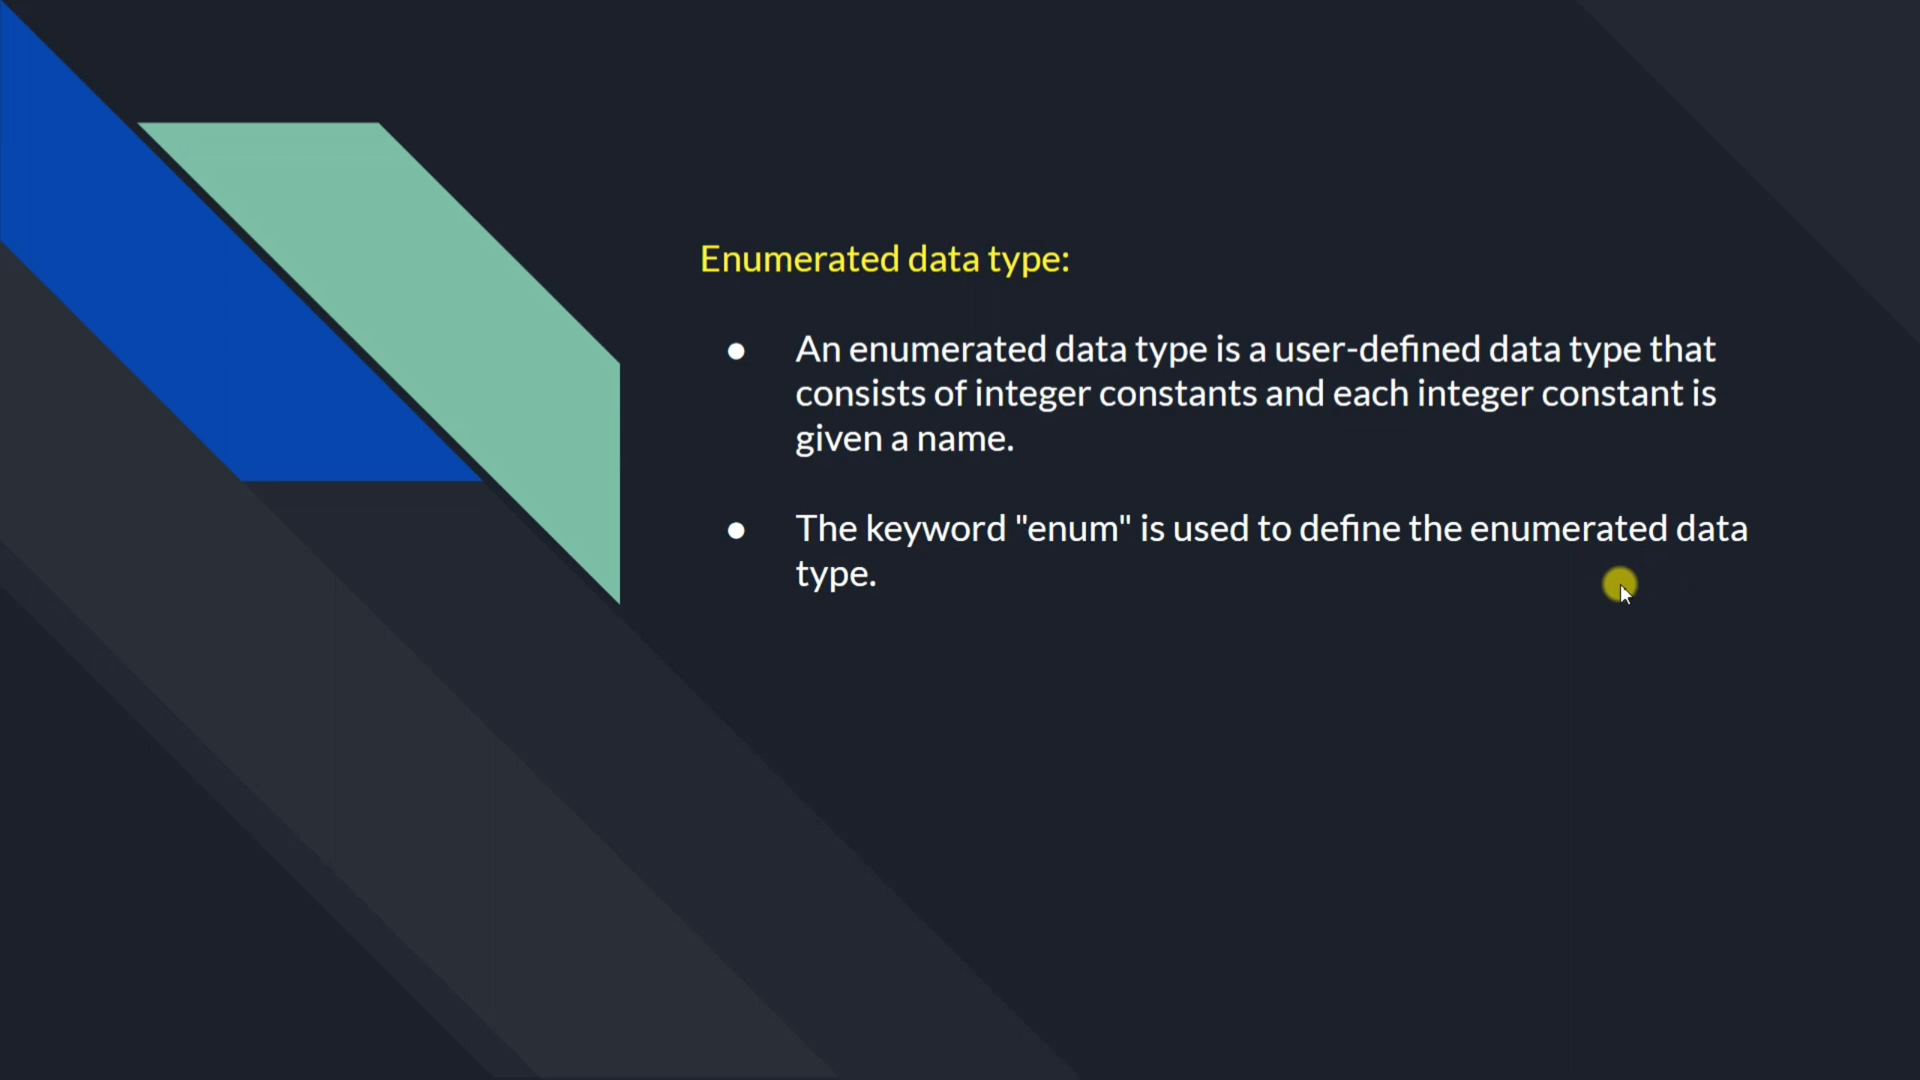 Enumerated data type:
● An enumerated data type is a user-defined data type that
consists of integer constants and each integer constant is
given a name.
● The keyword "enum" is used to define the enumerated data
type.